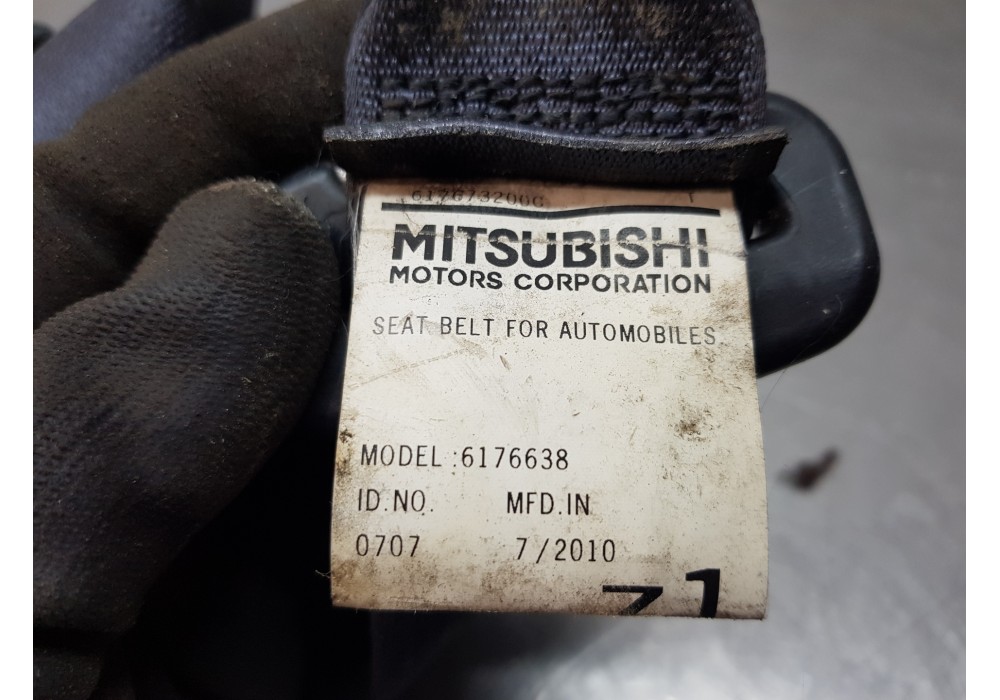 MITSUBISHI
MOTORS CORPORATION
SEAT BELT FOR AUTOMOBILES
MODEL :6176638
ID.NO. MFD.IN
0707 7/2010